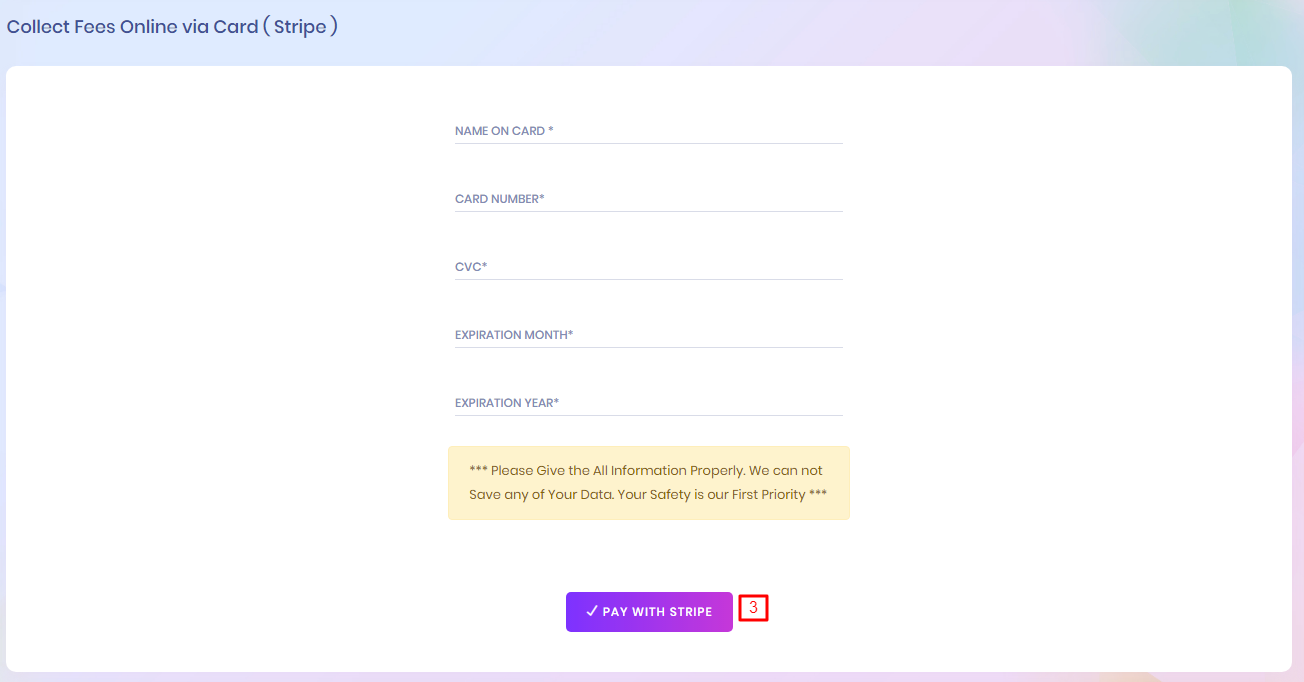 Collect Fees Online via Card ( Stripe )
NAME ON CARD *
CARD NUMBER*
CVC*
EXPIRATION MONTH*
EXPIRATION YEAR*
*** Please Give the All Information Properly. We can not
Save any of Your Data. Your Safety is our First Priority ***
✓ PAY WITH STRIPE
3